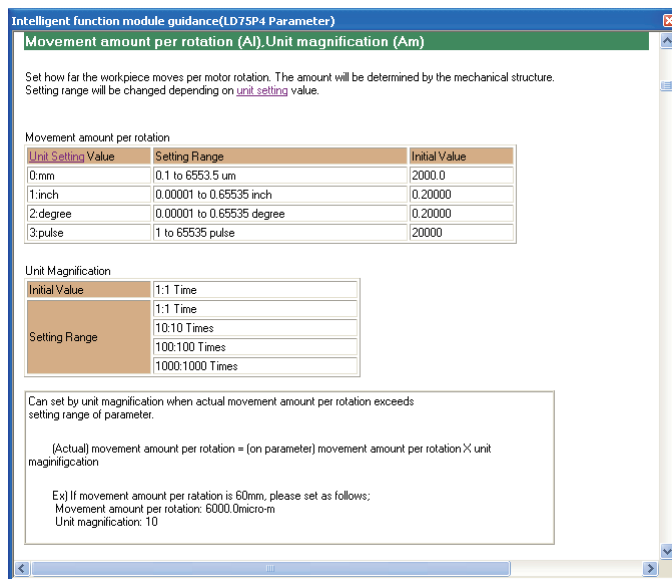 Intelligent function module guidance(LD75P4 Parameter)
Movement amount per rotation (Al),Unit magnification (Am)
Set how far the workpiece moves per motor rotation. The amount will be determined by the mechanical structure.
Setting range will be changed depending on unit setting value.
Movement amount per rotation
Unit Setting Value Setting Range Initial Value
0:mm 0.1 to 6553.5 um 2000.0
1:inch 0.00001 to 0.65535 inch 0.20000
2:degree 0.00001 to 0.65535 degree 0.20000
3:pulse 1 to 65535 pulse 20000
Unit Magnification
Initial Value 1:1 Time
Setting Range 1:1 Time
10:10 Times
100:100 Times
1000:1000 Times
Can set by unit magnification when actual movement amount per rotation exceeds
setting range of parameter.
(Actual) movement amount per rotation = (on parameter) movement amount per rotation X unit
maginifigcation
Ex) If movement amount per ratation is 60mm, please set as follows;
Movement amount per rotation: 6000.0micro-m
Unit magnification: 10